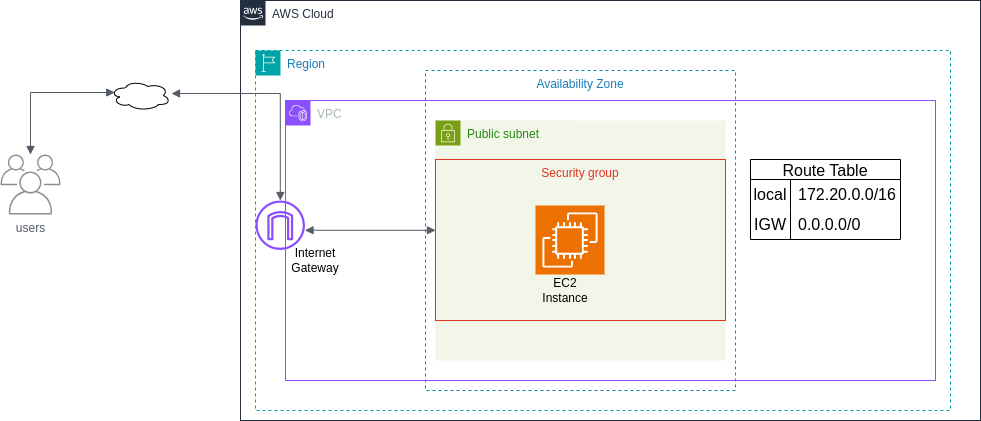 aws
AWS Cloud
Region
Availability Zone
VPC
Public subnet
Security group
Route Table
local 172.20.0.0/16
IGW 0.0.0.0/0
users
Internet
Gateway
EC2
Instance